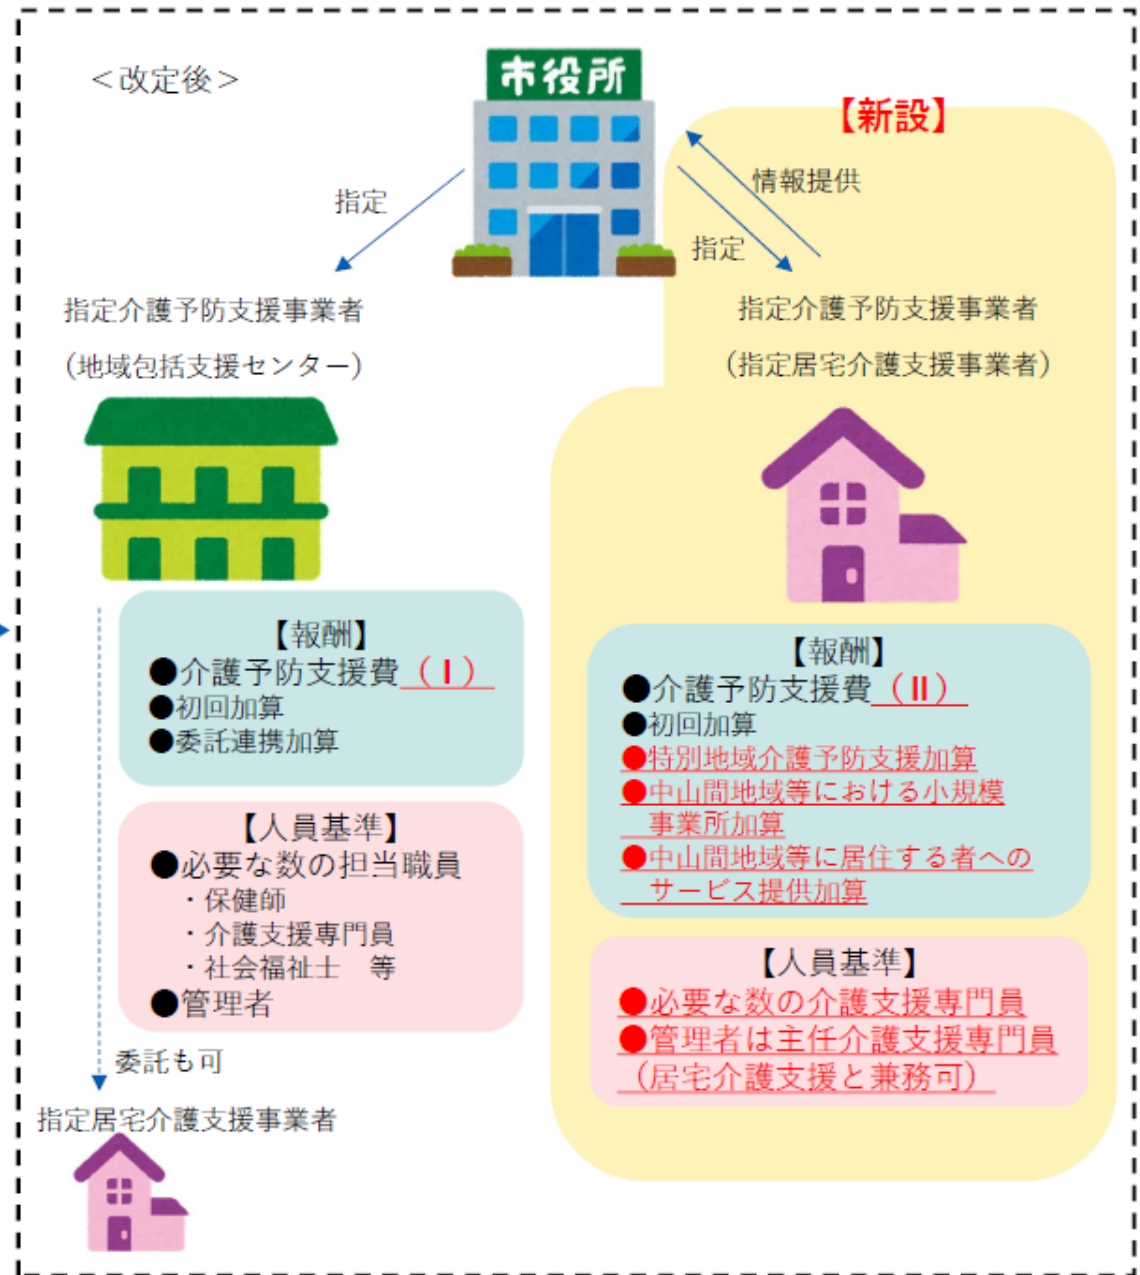 <改定後>
市役所
【新設】
指定
情報提供
指定
指定介護予防支援事業者
(地域包括支援センター)
【報酬】
●介護予防支援費（Ⅰ）
●初回加算
●委託連携加算
【人員基準】
●必要な数の担当職員
・保健師
・介護支援専門員
・社会福祉士　等
●管理者
委託も可
指定居宅介護支援事業者
指定介護予防支援事業者
(指定居宅介護支援事業者)
【報酬】
●介護予防支援費（Ⅱ）
●初回加算
●特別地域介護予防支援加算
●中山間地域等における小規模
事業所加算
●中山間地域等に居住する者への
サービス提供加算
【人員基準】
●必要な数の介護支援専門員
●管理者は主任介護支援専門員
（居宅介護支援と兼務可）